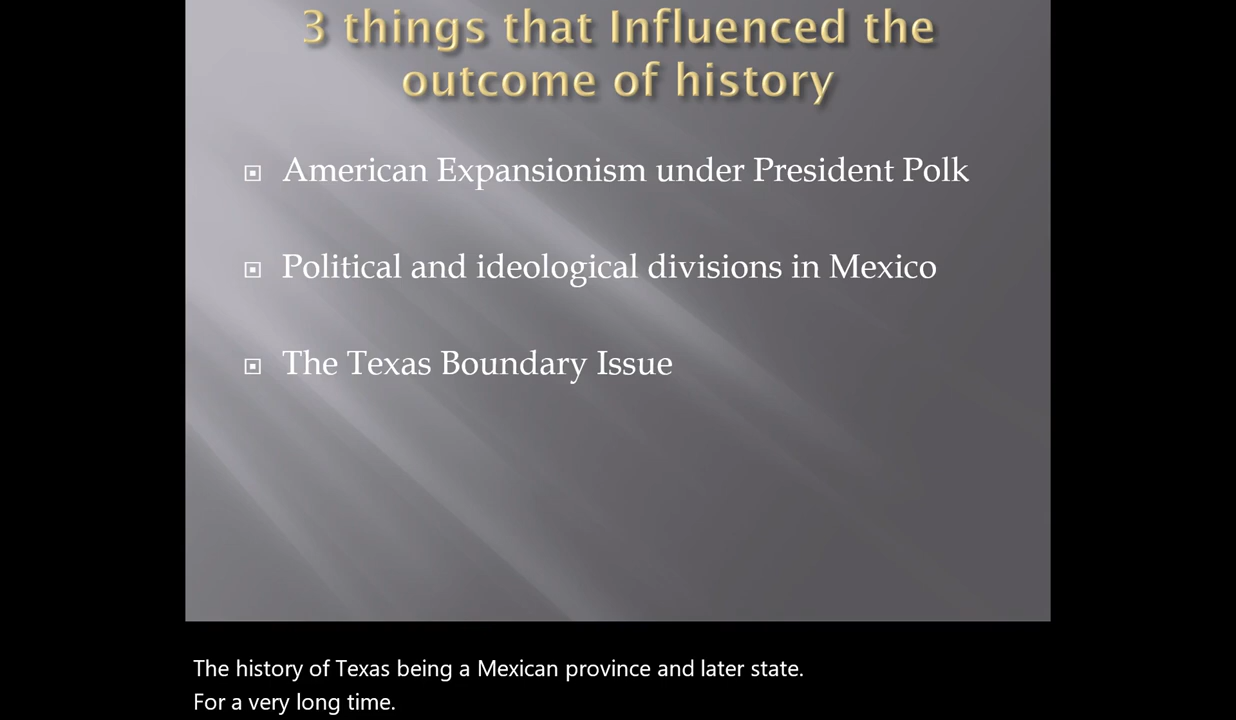 3 things that Influenced the
outcome of history
American Expansionism under President Polk
Political and ideological divisions in Mexico
The Texas Boundary Issue
The history of Texas being a Mexican province and later state.
For a very long time.